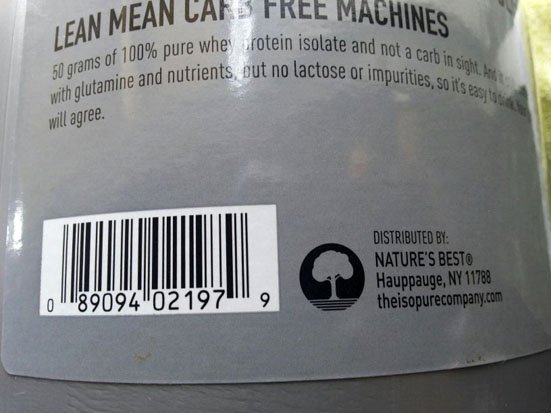 LEAN MEAN CARB FREE MACHINES
50 grams of 100% pure whey protein isolate and not a carb in sight. And
with glutamine and nutrients, but no lactose or impurities, so it's easy to
will agree.
0 89094 02197 9
DISTRIBUTED BY:
NATURE'S BEST®
Hauppauge, NY 11788
theisopurecompany.com